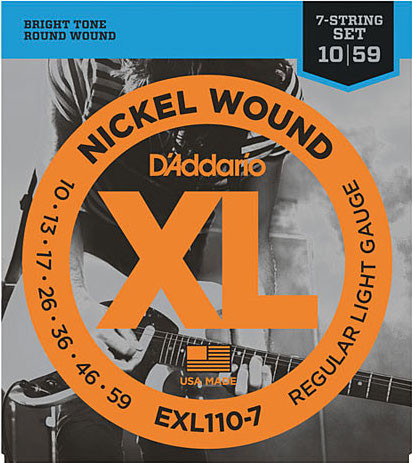 BRIGHT TONE
ROUND WOUND
7-STRING
SET
10|59
NICKEL WOUND
D'Addario
XL
10 • 13 • 17 • 26 • 36 • 46 • 59
REGULAR LIGHT GAUGE
USA MADE
EXL110-7